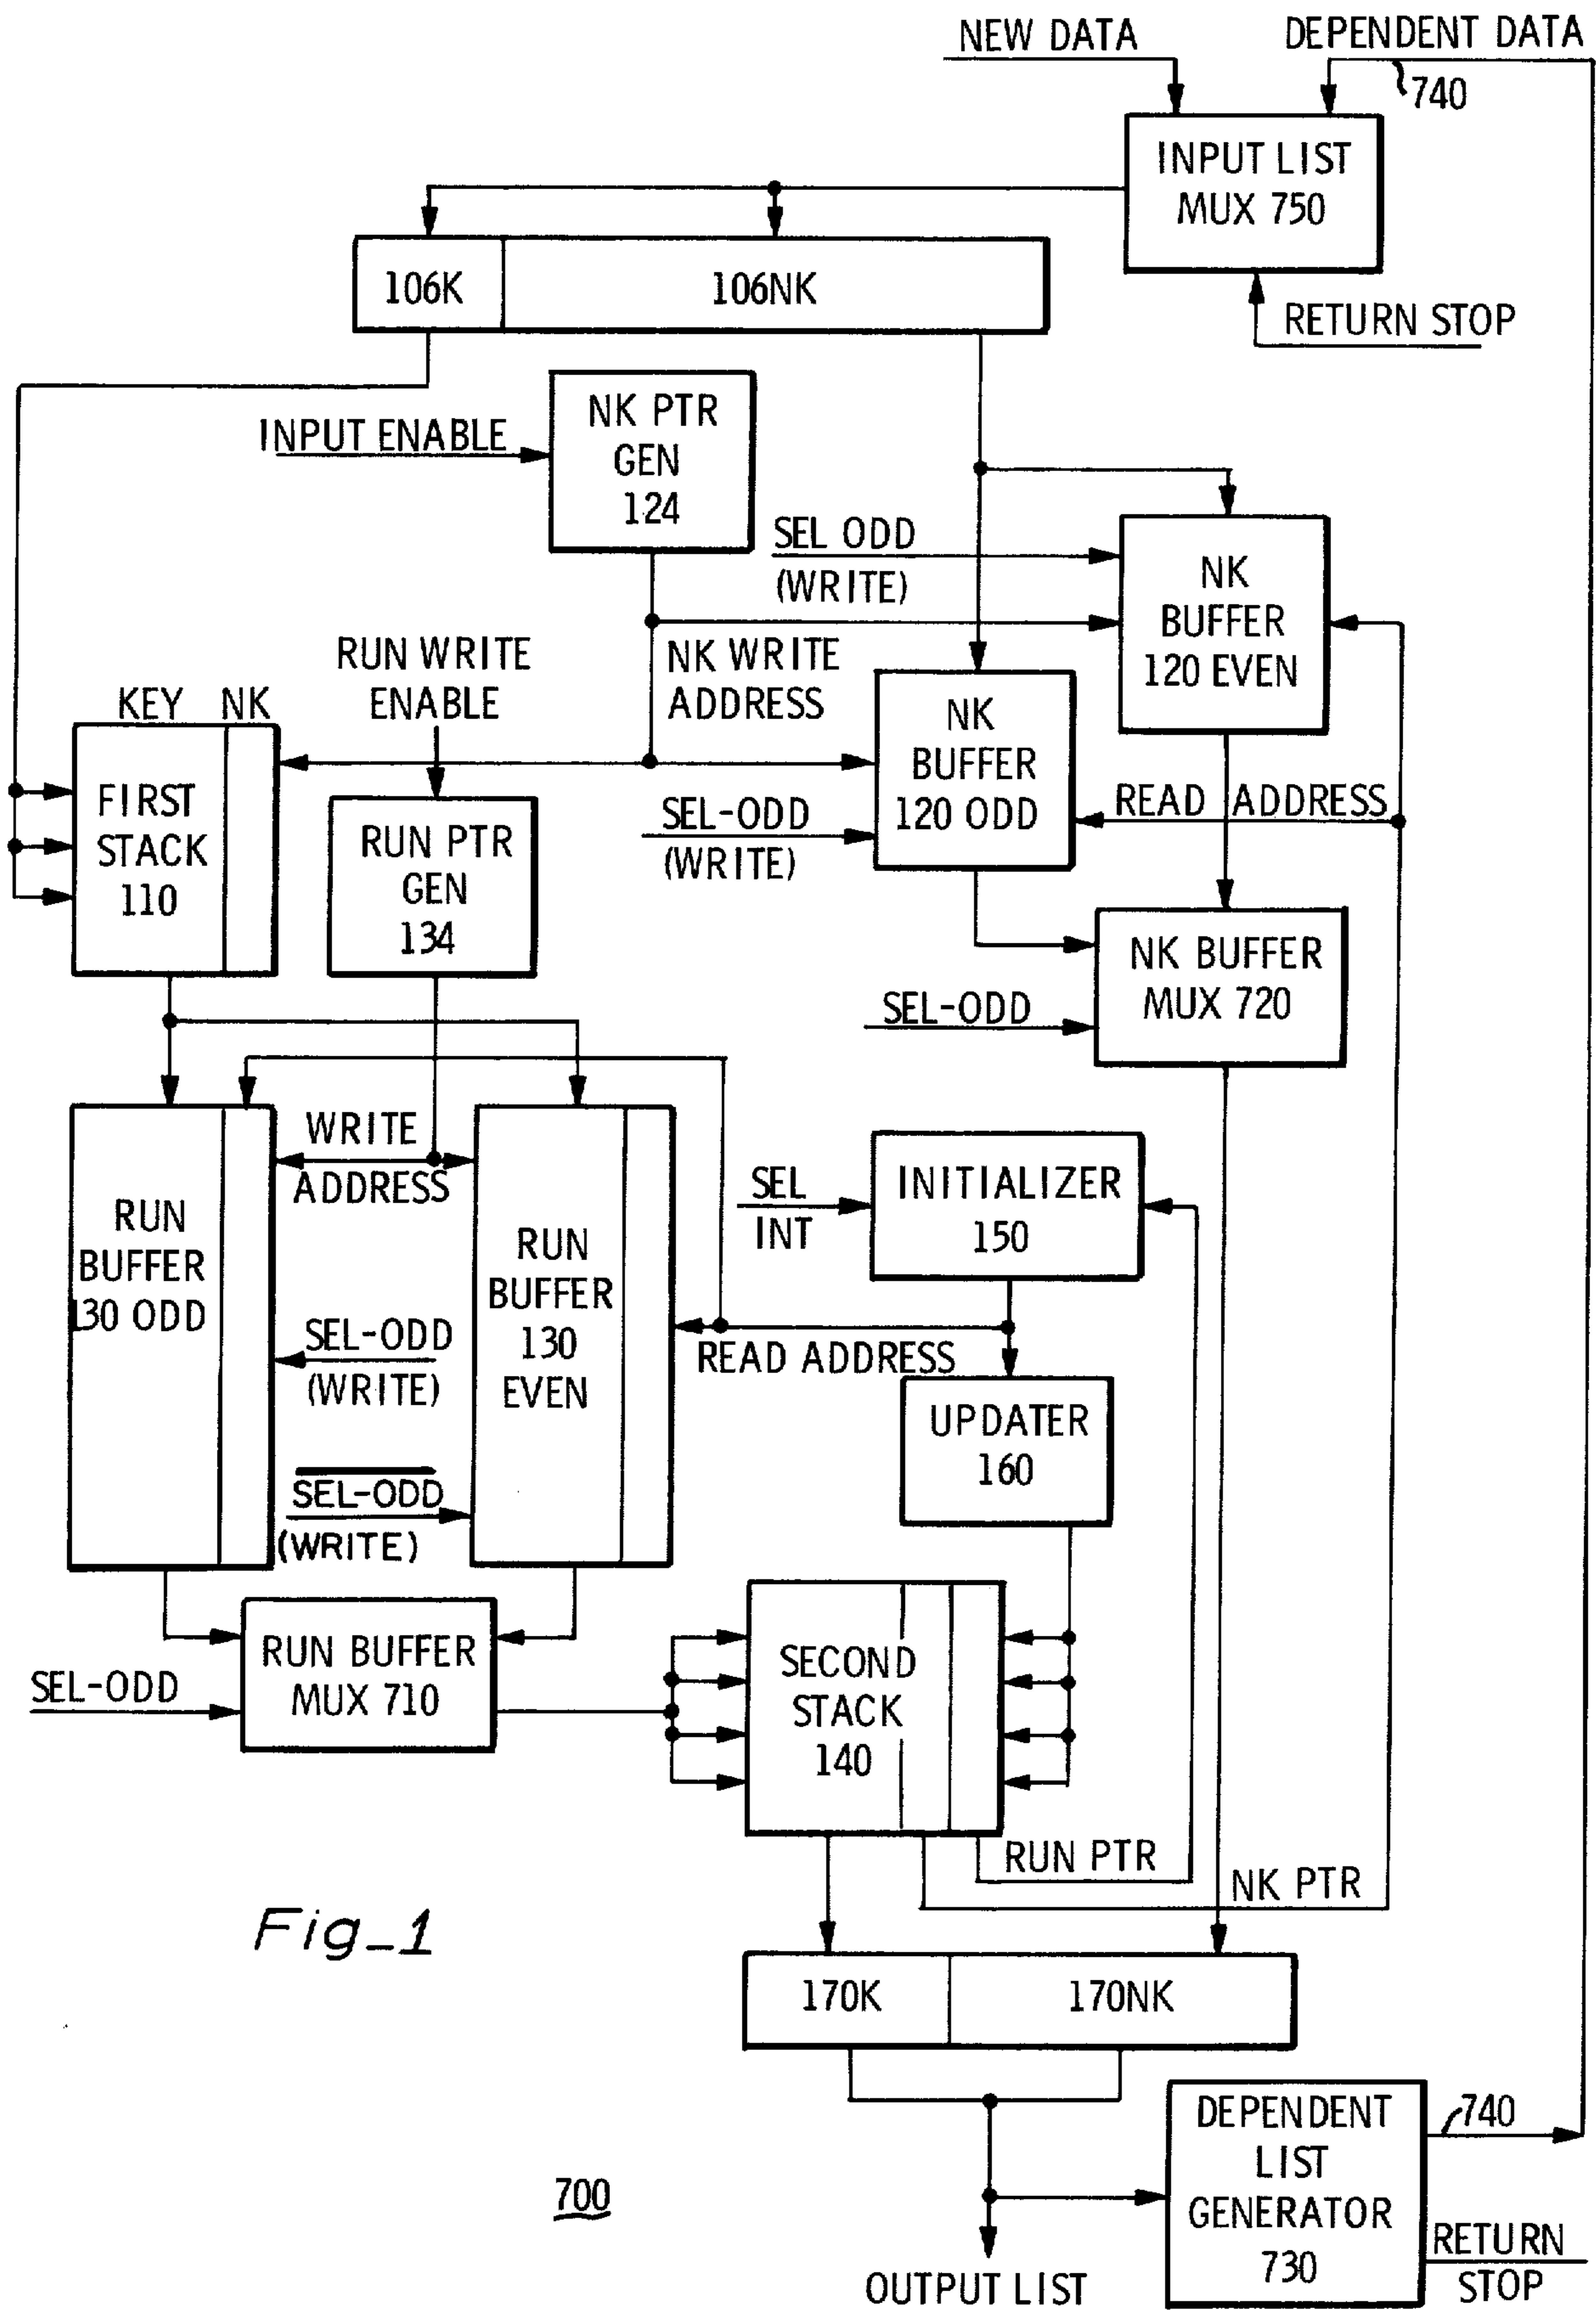 NEW DATA
DEPENDENT DATA
740
INPUT LIST
MUX 750
RETURN STOP
106K
106NK
INPUT ENABLE
NK PTR
GEN
124
SEL ODD
(WRITE)
NK
BUFFER
120 EVEN
RUN WRITE
ENABLE
NK WRITE
ADDRESS
KEY NK
FIRST
STACK
110
RUN PTR
GEN
134
NK
BUFFER
120 ODD
SEL-ODD
(WRITE)
READ ADDRESS
NK BUFFER
MUX 720
SEL-ODD
WRITE
ADDRESS
RUN
BUFFER
130 ODD
RUN
BUFFER
130
EVEN
SEL
INT
INITIALIZER
150
SEL-ODD
(WRITE)
READ ADDRESS
UPDATER
160
SEL-ODD
(WRITE)
RUN BUFFER
MUX 710
SEL-ODD
SECOND
STACK
140
RUN PTR
NK PTR
Fig_1
170K
170NK
DEPENDENT
LIST
GENERATOR
730
740
RETURN
STOP
700
OUTPUT LIST